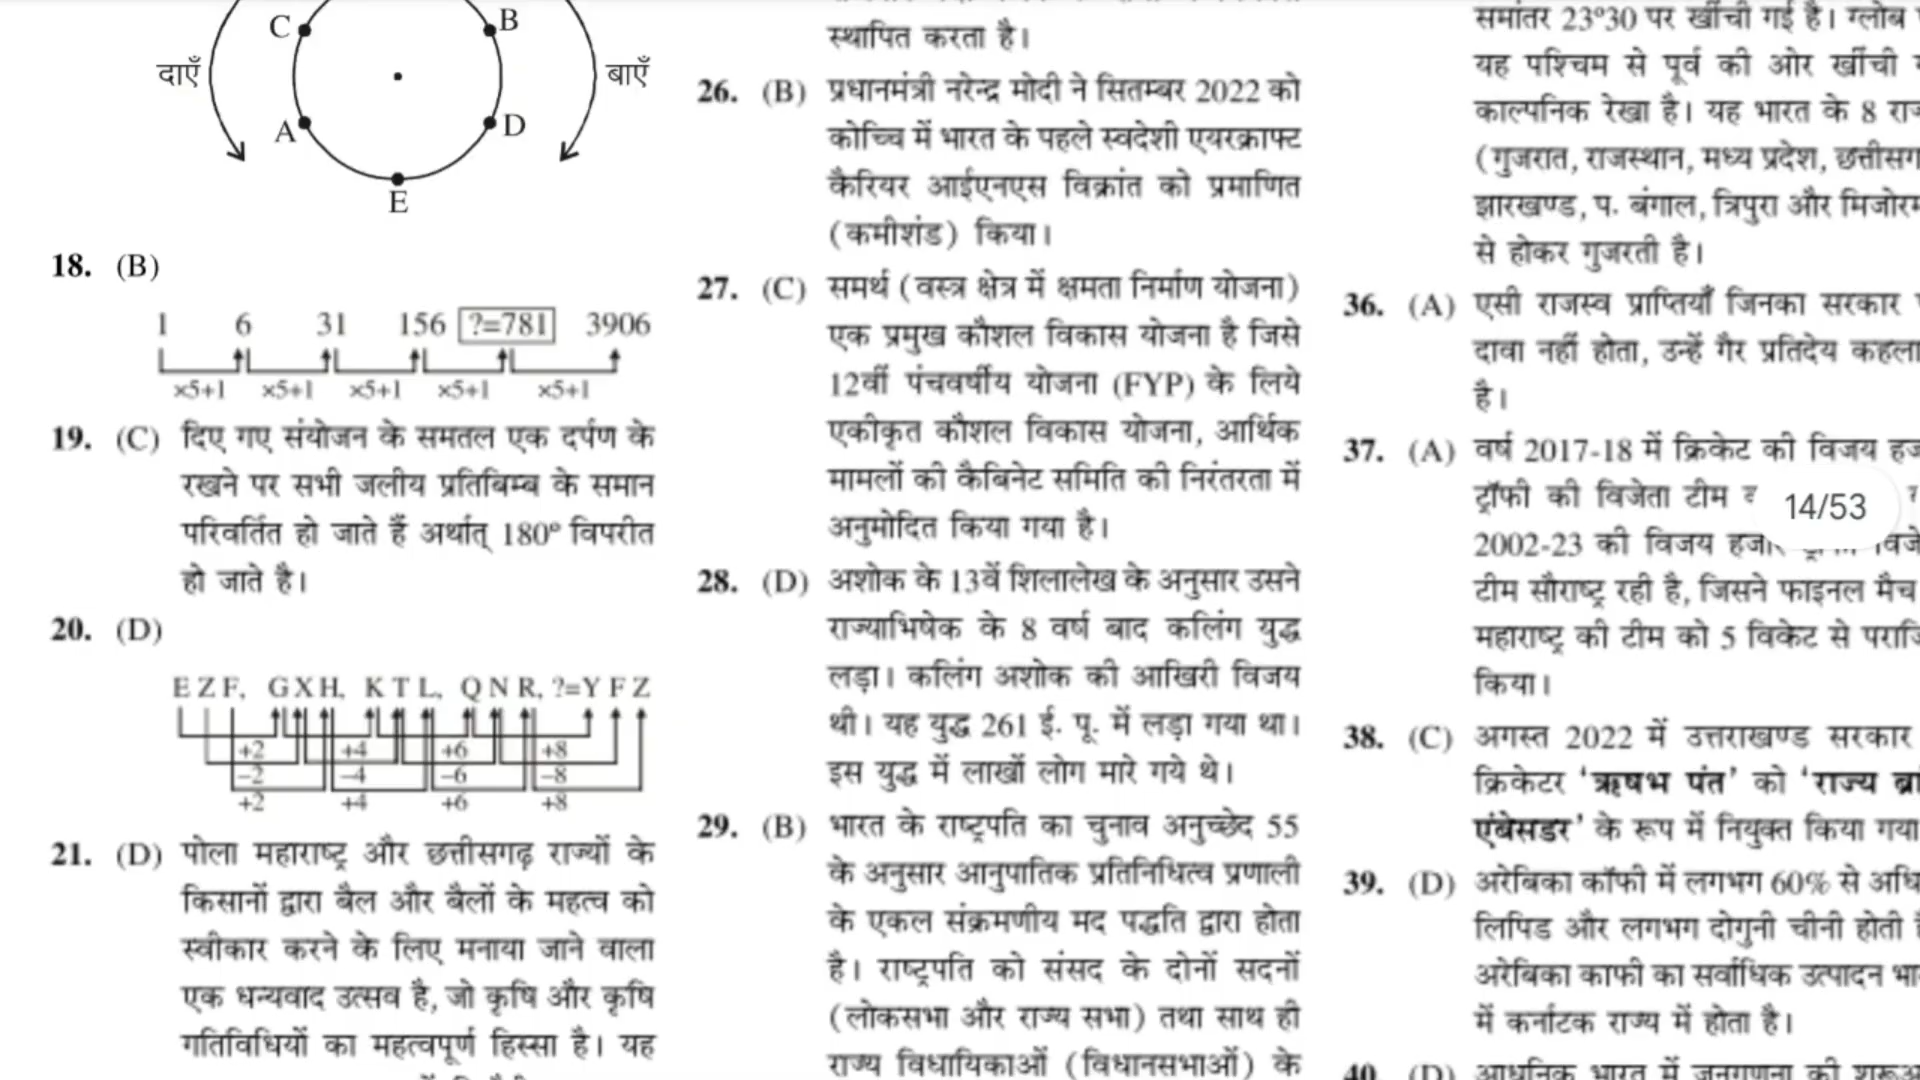 C
B
दाएँ
बाएँ
A
D
E
18. (B)
1 6 31 156 ?=781 3906
×5+1 ×5+1 ×5+1 ×5+1 ×5+1
19. (C) दिए गए संयोजन के समतल एक दर्पण के
रखने पर सभी जलीय प्रतिबिम्ब के समान
परिवर्तित हो जाते हैं अर्थात् 180° विपरीत
हो जाते है।
20. (D)
E Z F, G X H, K T L, Q N R, ?=Y F Z
+2 +4 +6 +8
–2 –4 –6 –8
+2 +4 +6 +8
21. (D) पोला महाराष्ट्र और छत्तीसगढ़ राज्यों के
किसानों द्वारा बैल और बैलों के महत्व को
स्वीकार करने के लिए मनाया जाने वाला
एक धन्यवाद उत्सव है, जो कृषि और कृषि
गतिविधियों का महत्वपूर्ण हिस्सा है। यह
स्थापित करता है।
26. (B) प्रधानमंत्री नरेन्द्र मोदी ने सितम्बर 2022 को
कोच्चि में भारत के पहले स्वदेशी एयरक्राफ्ट
कैरियर आईएनएस विक्रांत को प्रमाणित
(कमीशंड) किया।
27. (C) समर्थ (वस्त्र क्षेत्र में क्षमता निर्माण योजना)
एक प्रमुख कौशल विकास योजना है जिसे
12वीं पंचवर्षीय योजना (FYP) के लिये
एकीकृत कौशल विकास योजना, आर्थिक
मामलों की कैबिनेट समिति की निरंतरता में
अनुमोदित किया गया है।
28. (D) अशोक के 13वें शिलालेख के अनुसार उसने
राज्याभिषेक के 8 वर्ष बाद कलिंग युद्ध
लड़ा। कलिंग अशोक की आखिरी विजय
थी। यह युद्ध 261 ई. पू. में लड़ा गया था।
इस युद्ध में लाखों लोग मारे गये थे।
29. (B) भारत के राष्ट्रपति का चुनाव अनुच्छेद 55
के अनुसार आनुपातिक प्रतिनिधित्व प्रणाली
के एकल संक्रमणीय मद पद्धति द्वारा होता
है। राष्ट्रपति को संसद के दोनों सदनों
(लोकसभा और राज्य सभा) तथा साथ ही
राज्य विधायिकाओं (विधानसभाओं) के
समांतर 23°30 पर खींची गई है। ग्लोब
यह पश्चिम से पूर्व की ओर खींची
काल्पनिक रेखा है। यह भारत के 8
(गुजरात, राजस्थान, मध्य प्रदेश,
झारखण्ड, प. बंगाल, त्रिपुरा और
से होकर गुजरती है।
36. (A) एसी राजस्व प्राप्तियाँ जिनका सरकार
दावा नहीं होता, उन्हें गैर प्रतिदेय
है।
37. (A) वर्ष 2017-18 में क्रिकेट की विजय
ट्रॉफी की विजेता टीम
14/53
2002-23 की विजय
टीम सौराष्ट्र रही है, जिसने फाइनल मैच
महाराष्ट्र की टीम को 5 विकेट से
किया।
38. (C) अगस्त 2022 में उत्तराखण्ड सरकार
क्रिकेटर ‘ऋषभ पंत’ को ‘राज्य
एंबेसडर’ के रूप में नियुक्त किया गया
39. (D) अरेबिका कॉफी में लगभग 60% से
लिपिड और लगभग दोगुनी चीनी होती
अरेबिका काफी का सर्वाधिक उत्पादन
में कर्नाटक राज्य में होता है।
40. (D) आधुनिक भारत में जनगणना की